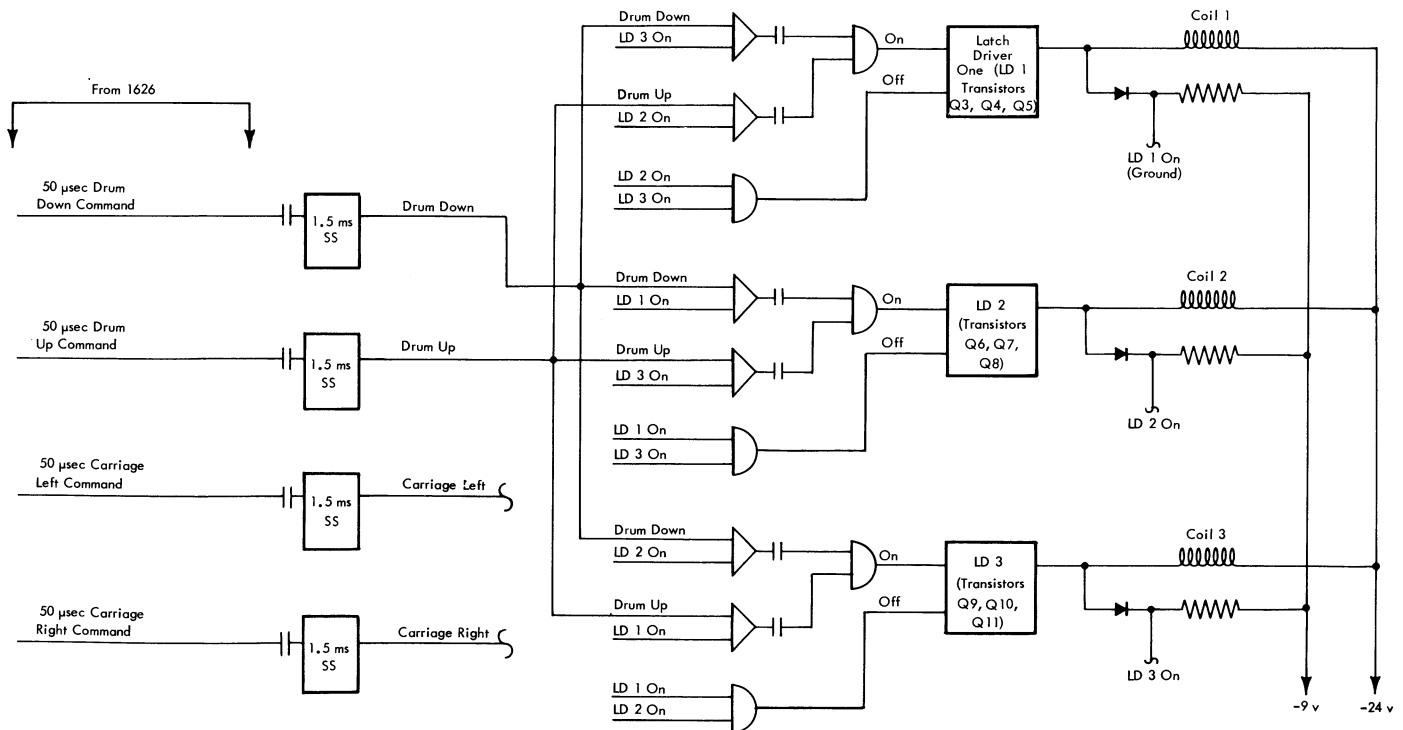 From 1626
50 μsec Drum
Down Command
1.5 ms
SS
Drum Down
50 μsec Drum
Up Command
1.5 ms
SS
Drum Up
50 μsec Carriage
Left Command
1.5 ms
SS
Carriage Left
50 μsec Carriage
Right Command
1.5 ms
SS
Carriage Right
Drum Down
LD 3 On
Drum Up
LD 2 On
LD 2 On
LD 3 On
On
Off
Latch
Driver
One (LD 1
Transistors
Q3, Q4, Q5)
Coil 1
LD 1 On
(Ground)
Drum Down
LD 1 On
Drum Up
LD 3 On
LD 1 On
LD 3 On
On
Off
LD 2
(Transistors
Q6, Q7,
Q8)
Coil 2
LD 2 On
Drum Down
LD 2 On
Drum Up
LD 1 On
LD 1 On
LD 2 On
On
Off
LD 3
(Transistors
Q9, Q10,
Q11)
Coil 3
LD 3 On
-9 v
-24 v